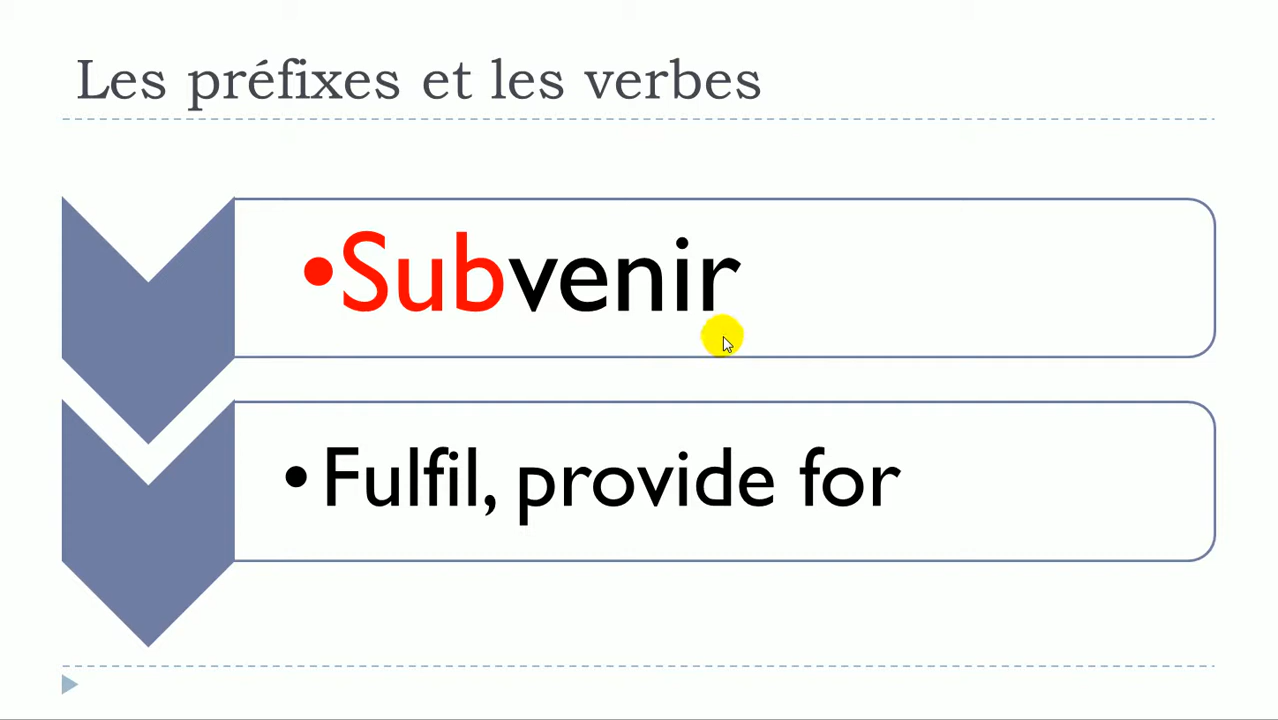 Les préfixes et les verbes
•Subvenir
•Fulfil, provide for